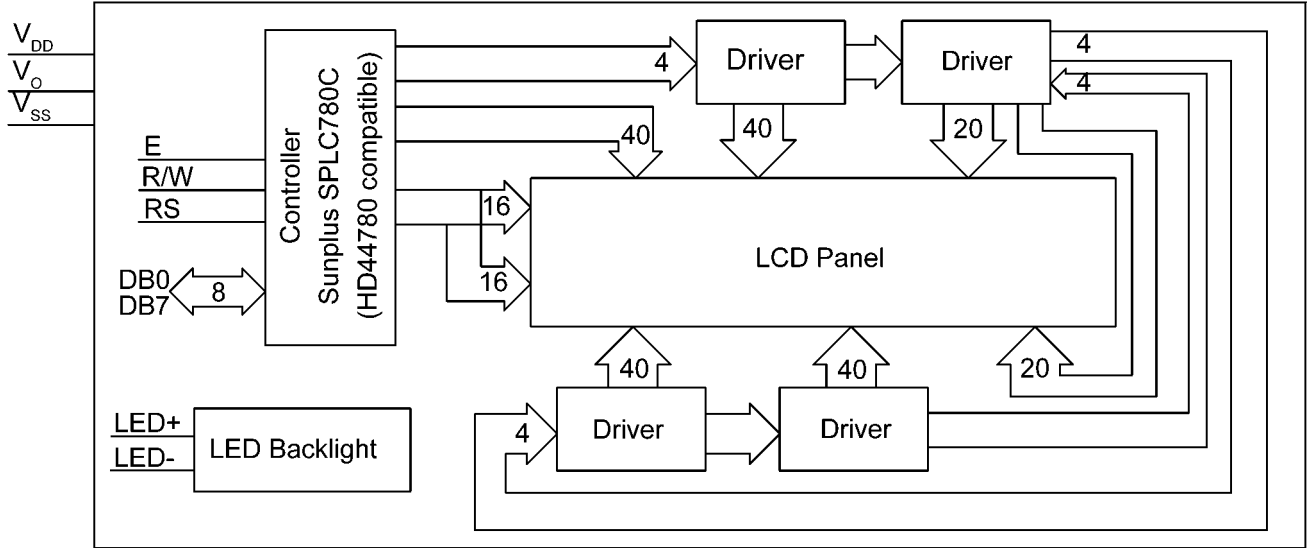 VDD
VO
VSS
E
R/W
RS
DB0
DB7
8
Controller
Sunplus SPLC780C
(HD44780 compatible)
4
Driver
Driver
4
4
40
40
20
16
16
LCD Panel
40
40
20
4
Driver
Driver
LED+
LED-
LED Backlight